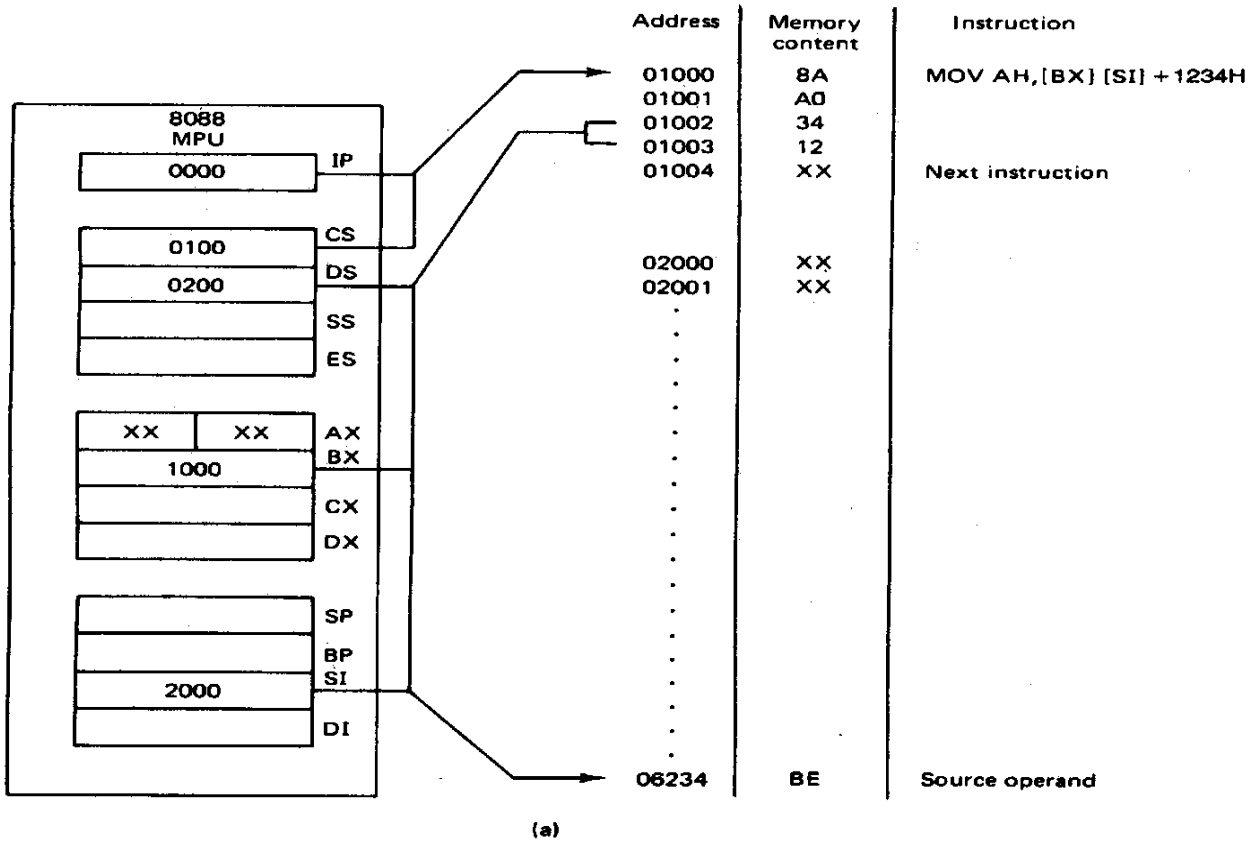 Address Memory content Instruction
01000 8A MOV AH, [BX} [SI} + 1234H
01001 A0
01002 34
01003 12
01004 XX Next instruction
02000 XX
02001 XX
06234 BE Source operand
8088
MPU
0000 IP
0100 CS
0200 DS
SS
ES
XX XX AX
1000 BX
CX
DX
SP
BP
2000 SI
DI
(a)